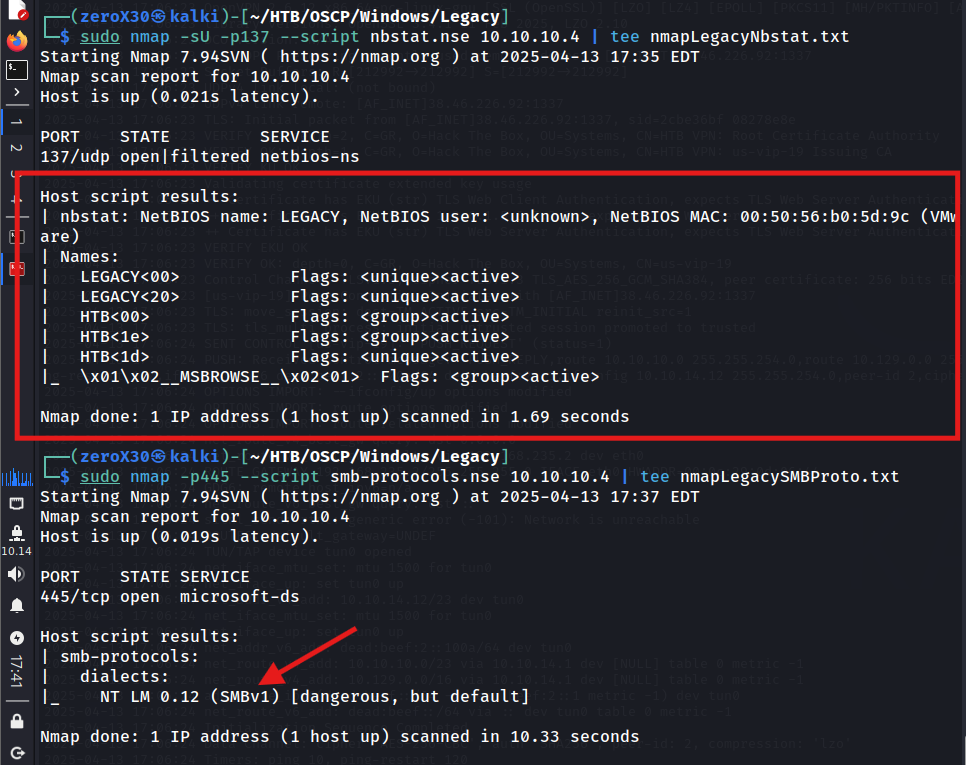 ┌──(zeroX30㉿kalki)-[~/HTB/OSCP/Windows/Legacy]
└─$ sudo nmap -sU -p137 --script nbstat.nse 10.10.10.4 | tee nmapLegacyNbstat.txt
Starting Nmap 7.94SVN ( https://nmap.org ) at 2025-04-13 17:35 EDT
Nmap scan report for 10.10.10.4
Host is up (0.021s latency).

PORT    STATE         SERVICE
137/udp open|filtered netbios-ns

Host script results:
| nbstat: NetBIOS name: LEGACY, NetBIOS user: <unknown>, NetBIOS MAC: 00:50:56:b0:5d:9c (VMw
are)
| Names:
|   LEGACY<00>           Flags: <unique><active>
|   LEGACY<20>           Flags: <unique><active>
|   HTB<00>              Flags: <group><active>
|   HTB<1e>              Flags: <group><active>
|   HTB<1d>              Flags: <unique><active>
|_  \x01\x02__MSBROWSE__\x02<01>  Flags: <group><active>

Nmap done: 1 IP address (1 host up) scanned in 1.69 seconds

┌──(zeroX30㉿kalki)-[~/HTB/OSCP/Windows/Legacy]
└─$ sudo nmap -p445 --script smb-protocols.nse 10.10.10.4 | tee nmapLegacySMBProto.txt
Starting Nmap 7.94SVN ( https://nmap.org ) at 2025-04-13 17:37 EDT
Nmap scan report for 10.10.10.4
Host is up (0.019s latency).

PORT    STATE SERVICE
445/tcp open  microsoft-ds

Host script results:
| smb-protocols:
|   dialects:
|_    NT LM 0.12 (SMBv1) [dangerous, but default]

Nmap done: 1 IP address (1 host up) scanned in 10.33 seconds
1
2
10.14
17:41